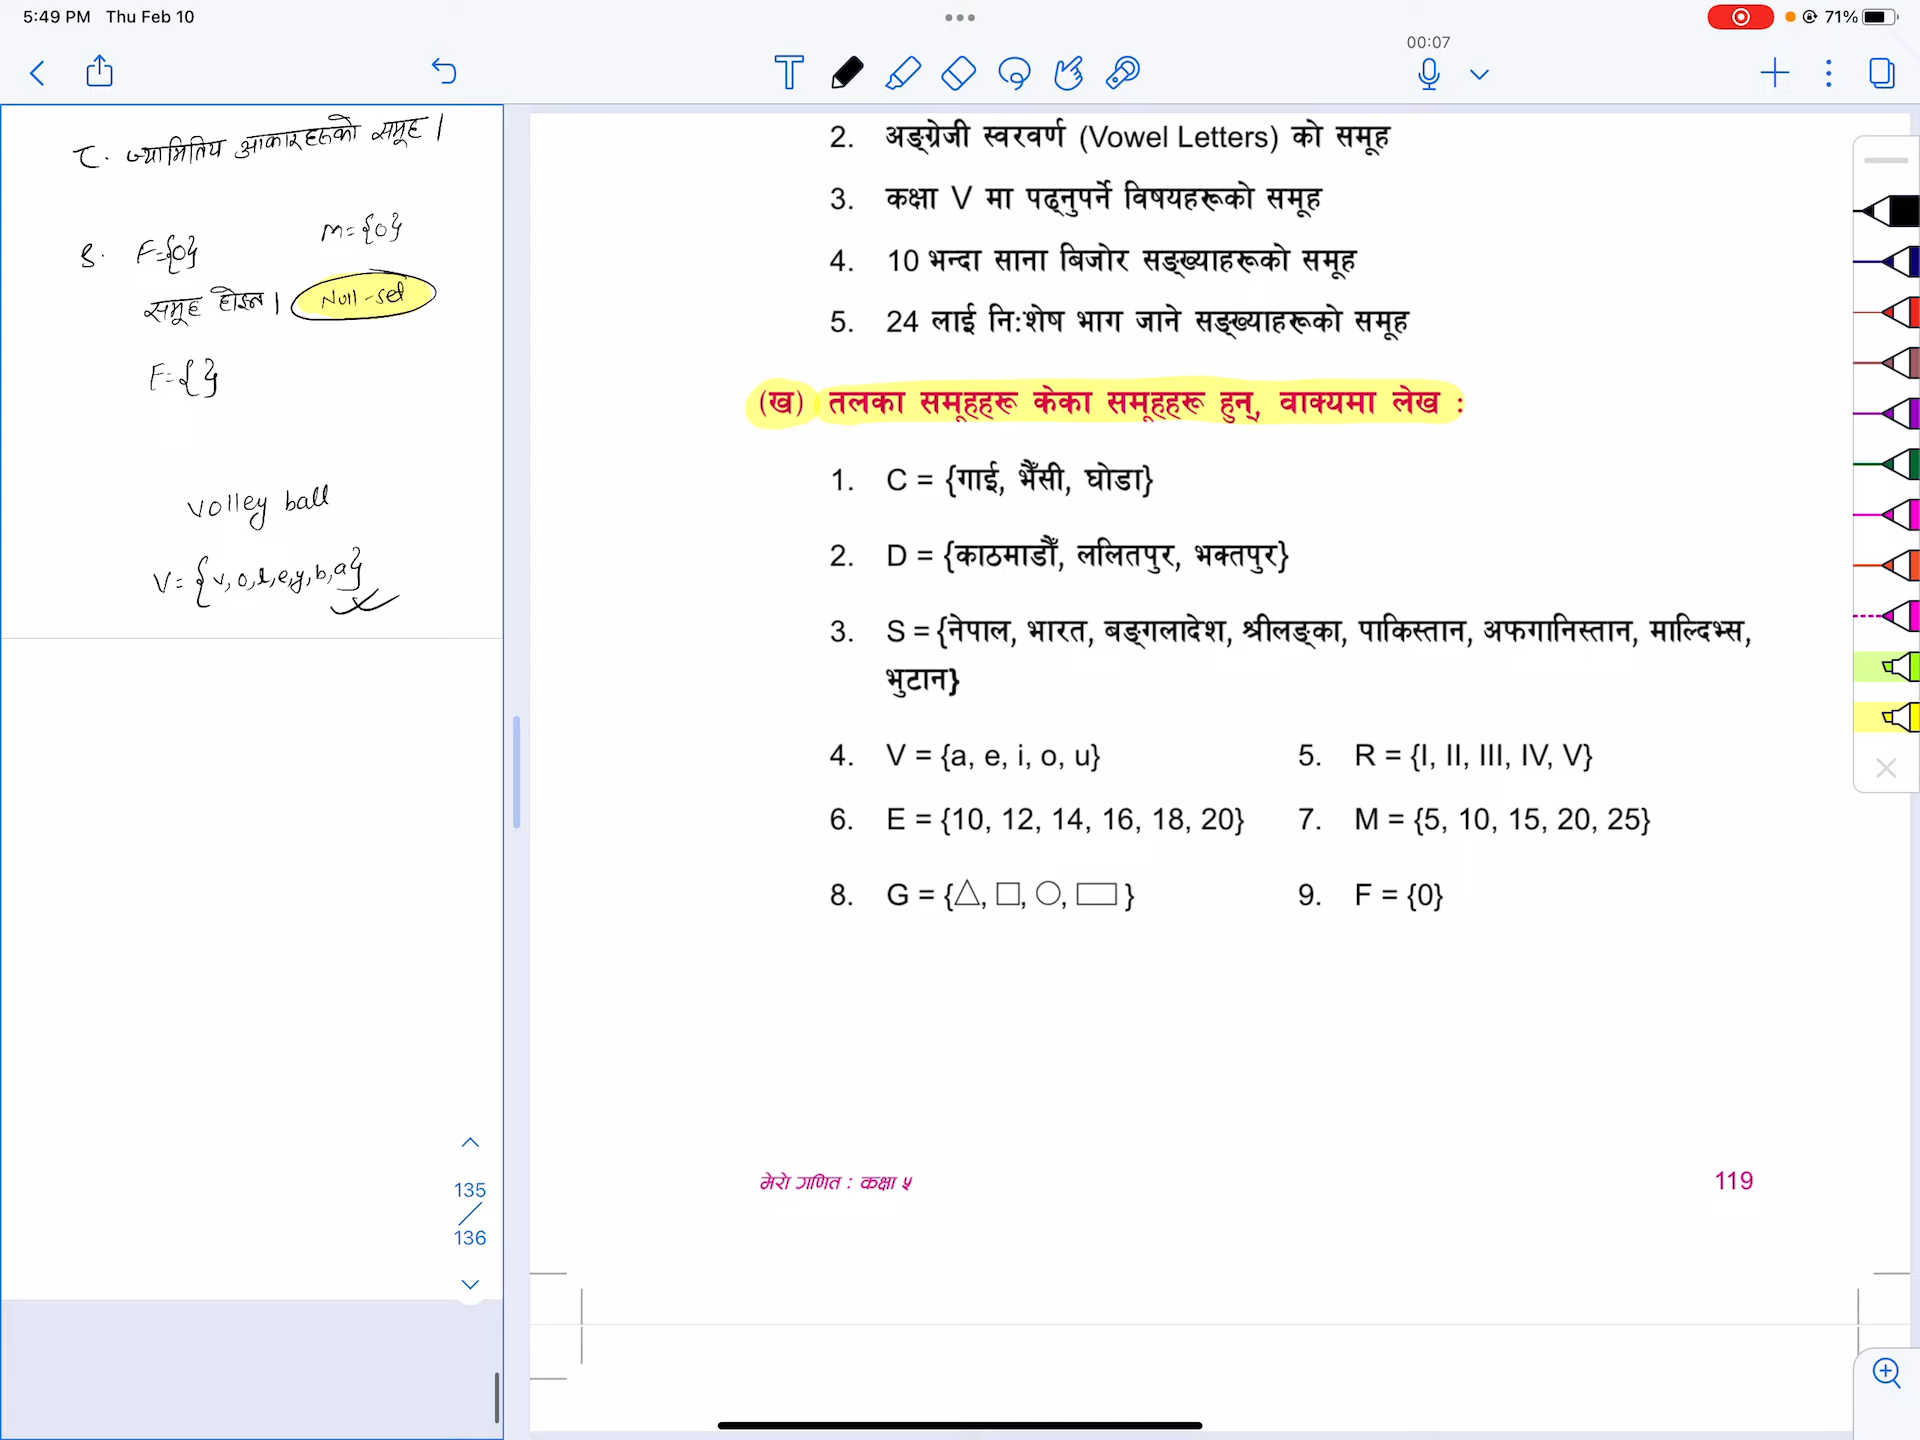 5:49 PM Thu Feb 10
71%
00:07
८. ज्यामितिय आकारहरुको समूह ।
९. F={0} M={0}
समूह होइन । Null-set
F={}
volley ball
V={v,o,l,e,y,b,a}
135
136
2. अङ्ग्रेजी स्वरवर्ण (Vowel Letters) को समूह
3. कक्षा V मा पढ्नुपर्ने विषयहरूको समूह
4. 10 भन्दा साना बिजोर सङ्ख्याहरूको समूह
5. 24 लाई नि:शेष भाग जाने सङ्ख्याहरूको समूह
(ख) तलका समूहहरू केका समूहहरू हुन्, वाक्यमा लेख :
1. C = {गाई, भैँसी, घोडा}
2. D = {काठमाडौँ, ललितपुर, भक्तपुर}
3. S = {नेपाल, भारत, बङ्गलादेश, श्रीलङ्का, पाकिस्तान, अफगानिस्तान, माल्दिभ्स,
भुटान}
4. V = {a, e, i, o, u} 5. R = {I, II, III, IV, V}
6. E = {10, 12, 14, 16, 18, 20} 7. M = {5, 10, 15, 20, 25}
8. G = {△, □, ○, ▭} 9. F = {0}
मेरो गणित : कक्षा ५ 119